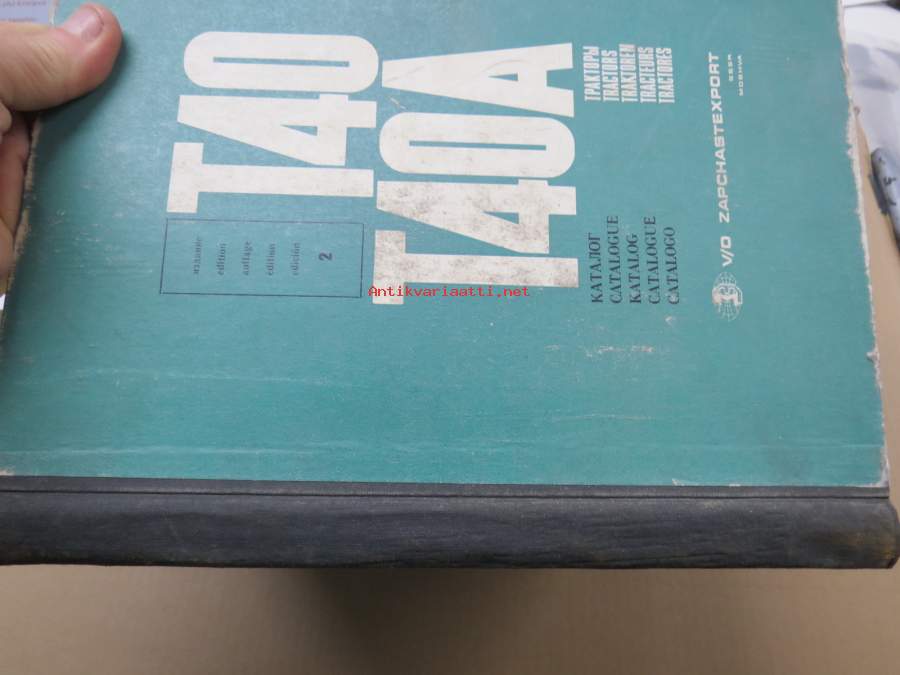 T40
T40A
ТРАКТОРЫ
TRACTORS
TRAKTOREN
TRACTEURS
TRACTORES
издание
edition
auflage
édition
edición
2
КАТАЛОГ
CATALOGUE
KATALOG
CATALOGUE
CATALOGO
V/O ZAPCHASTEXPORT
СССР
МОСКВА
Antikvariaatti.net